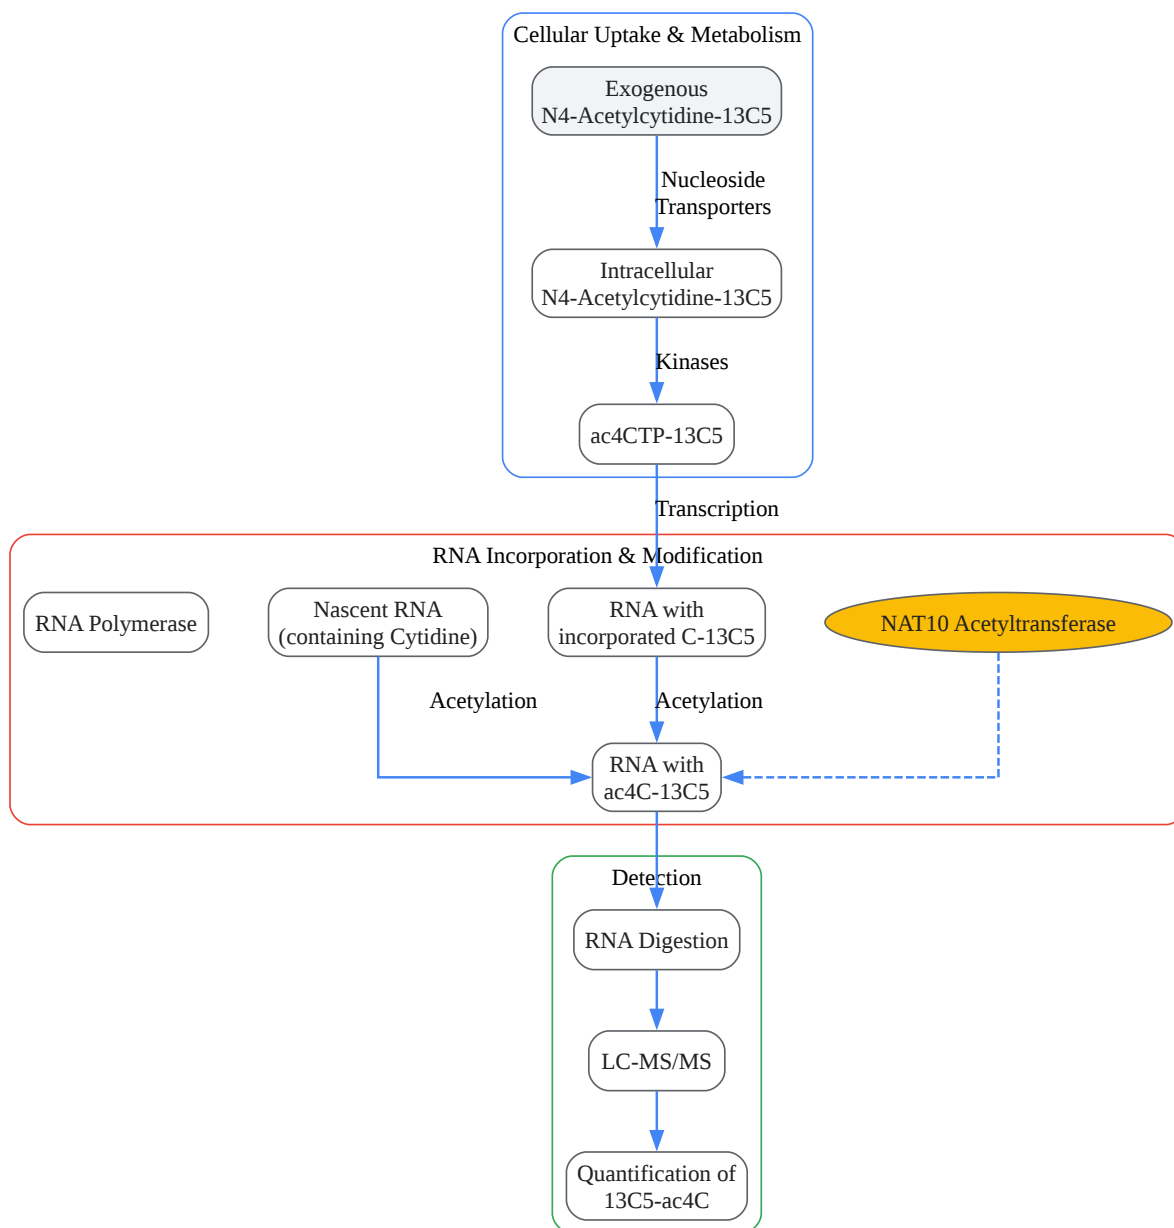 Cellular Uptake & Metabolism
Exogenous
N4-Acetylcytidine-13C5
Nucleoside
Transporters
Intracellular
N4-Acetylcytidine-13C5
Kinases
ac4CTP-13C5
Transcription
RNA Incorporation & Modification
RNA Polymerase
Nascent RNA
(containing Cytidine)
RNA with
incorporated C-13C5
NAT10 Acetyltransferase
Acetylation
Acetylation
RNA with
ac4C-13C5
Detection
RNA Digestion
LC-MS/MS
Quantification of
13C5-ac4C